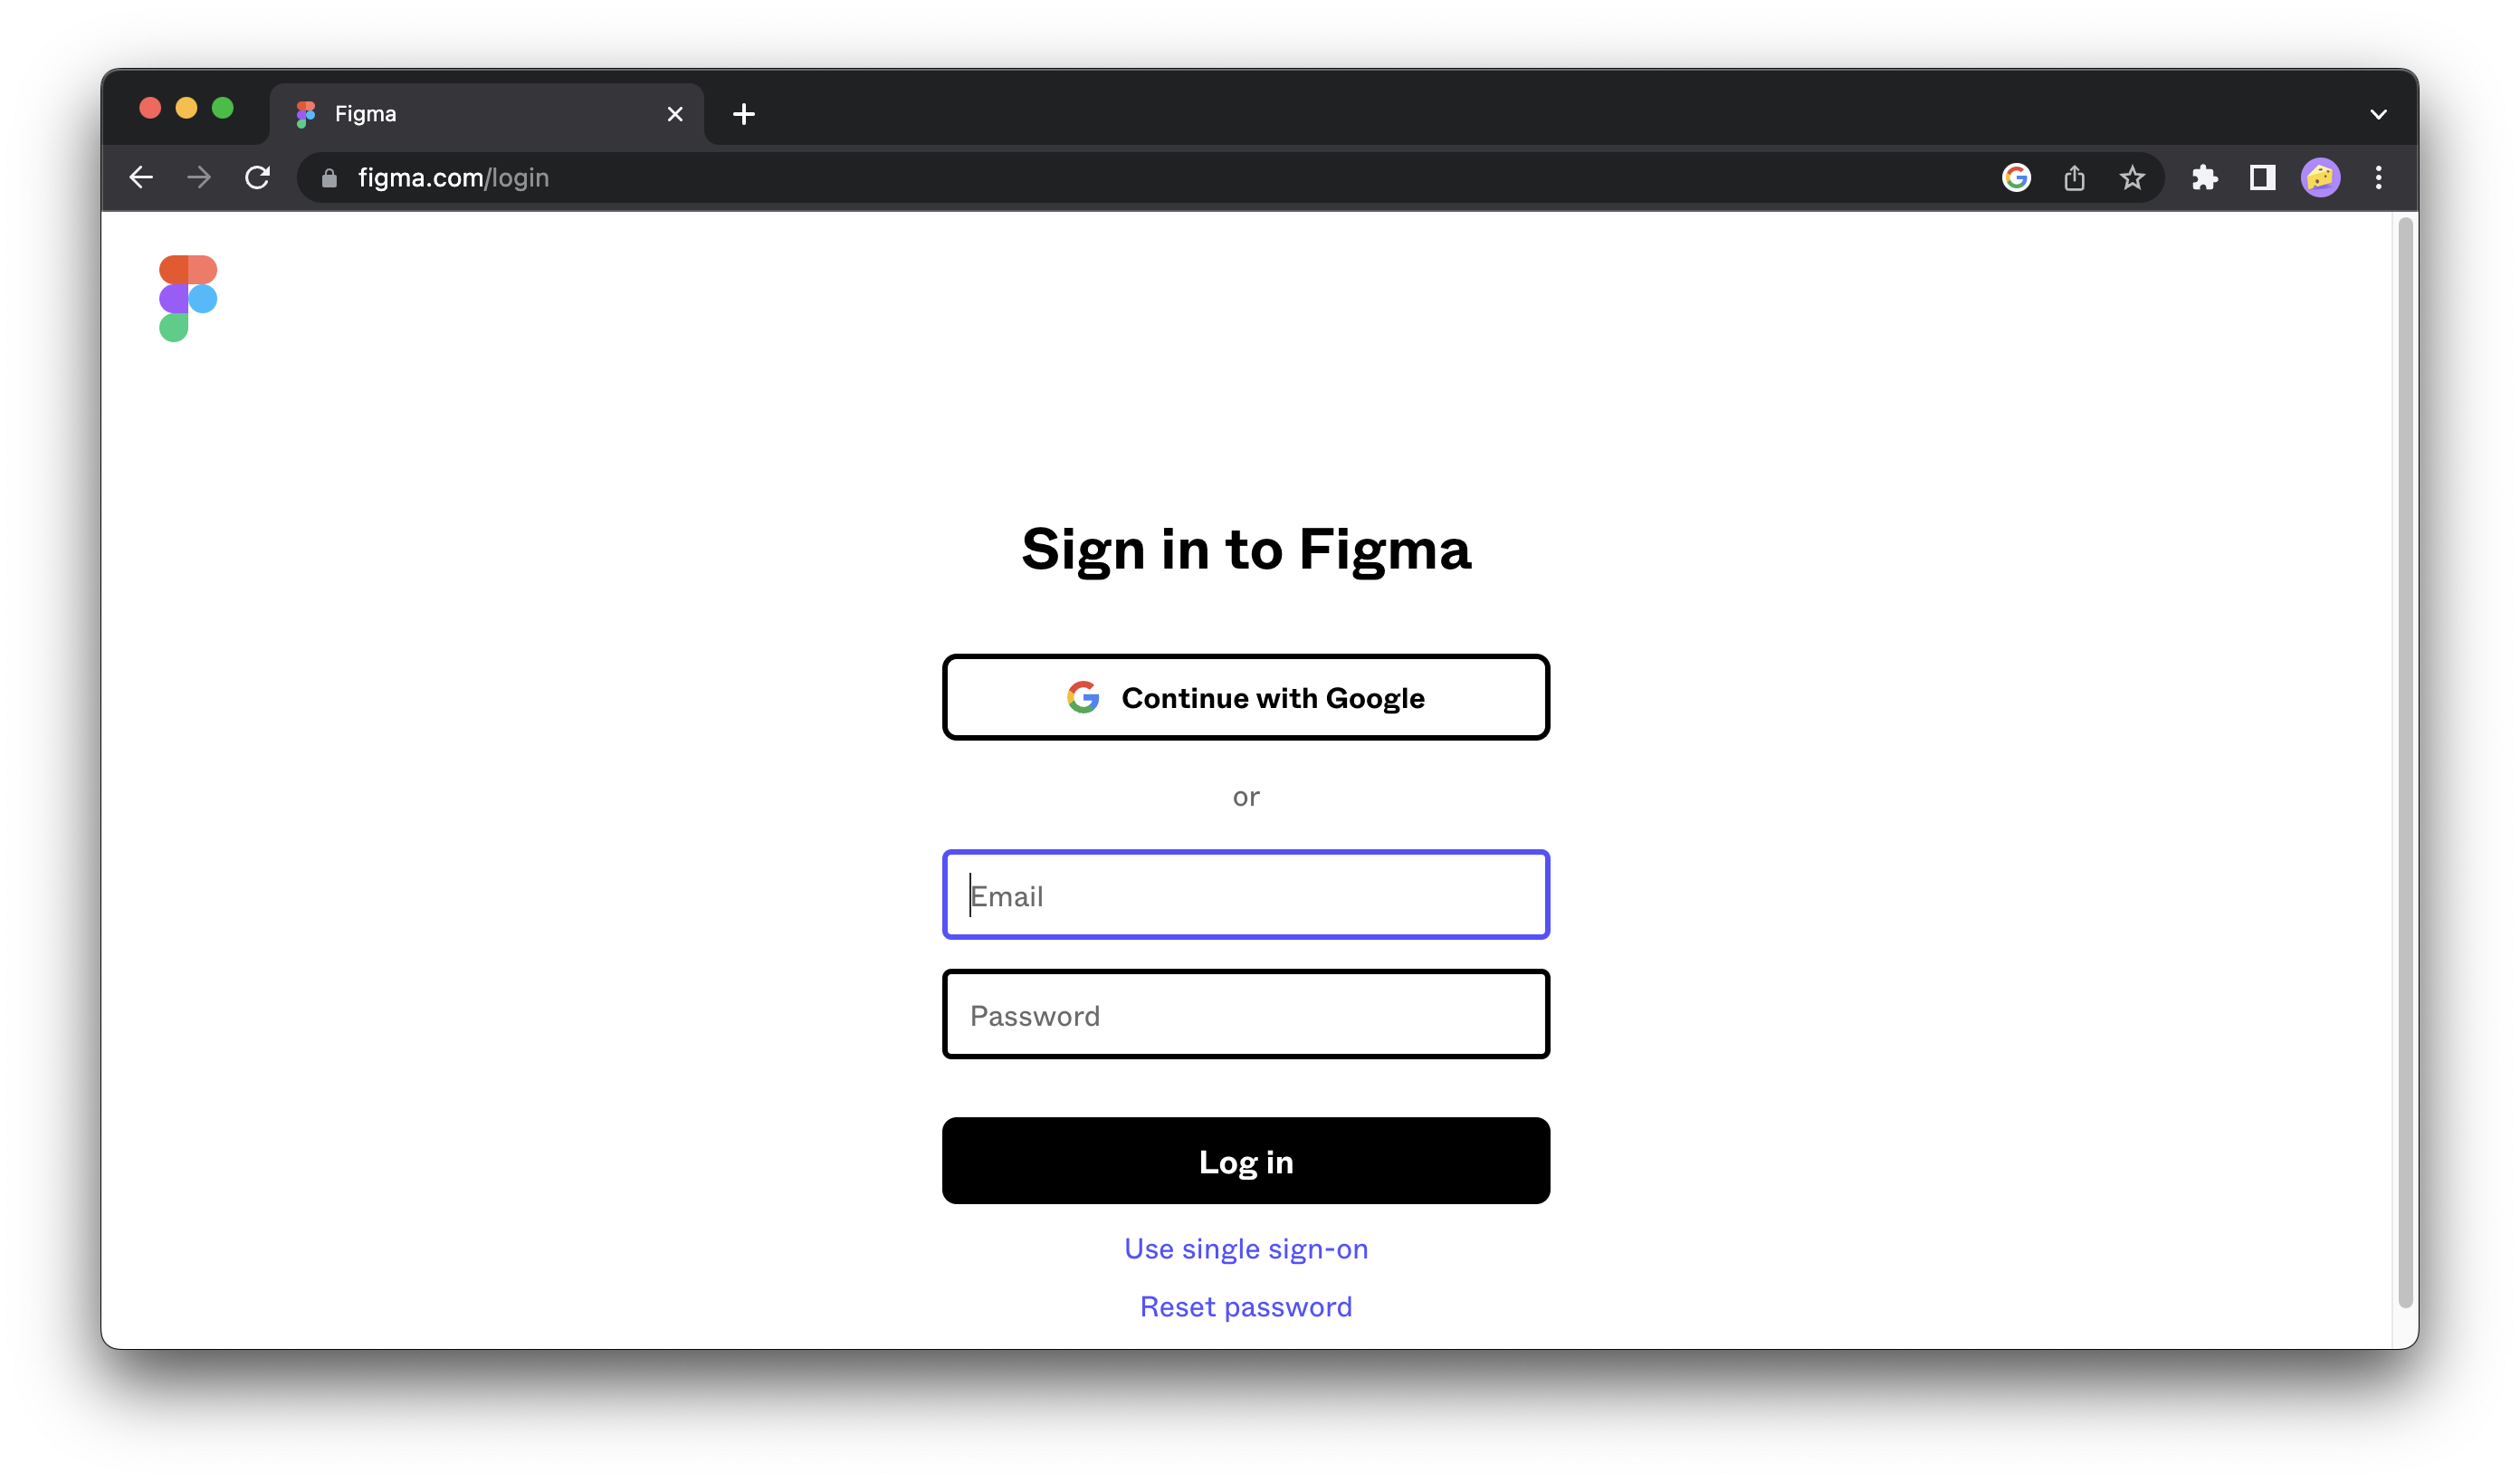 Figma
figma.com/login
Sign in to Figma
Continue with Google
or
Email
Password
Log in
Use single sign-on
Reset password